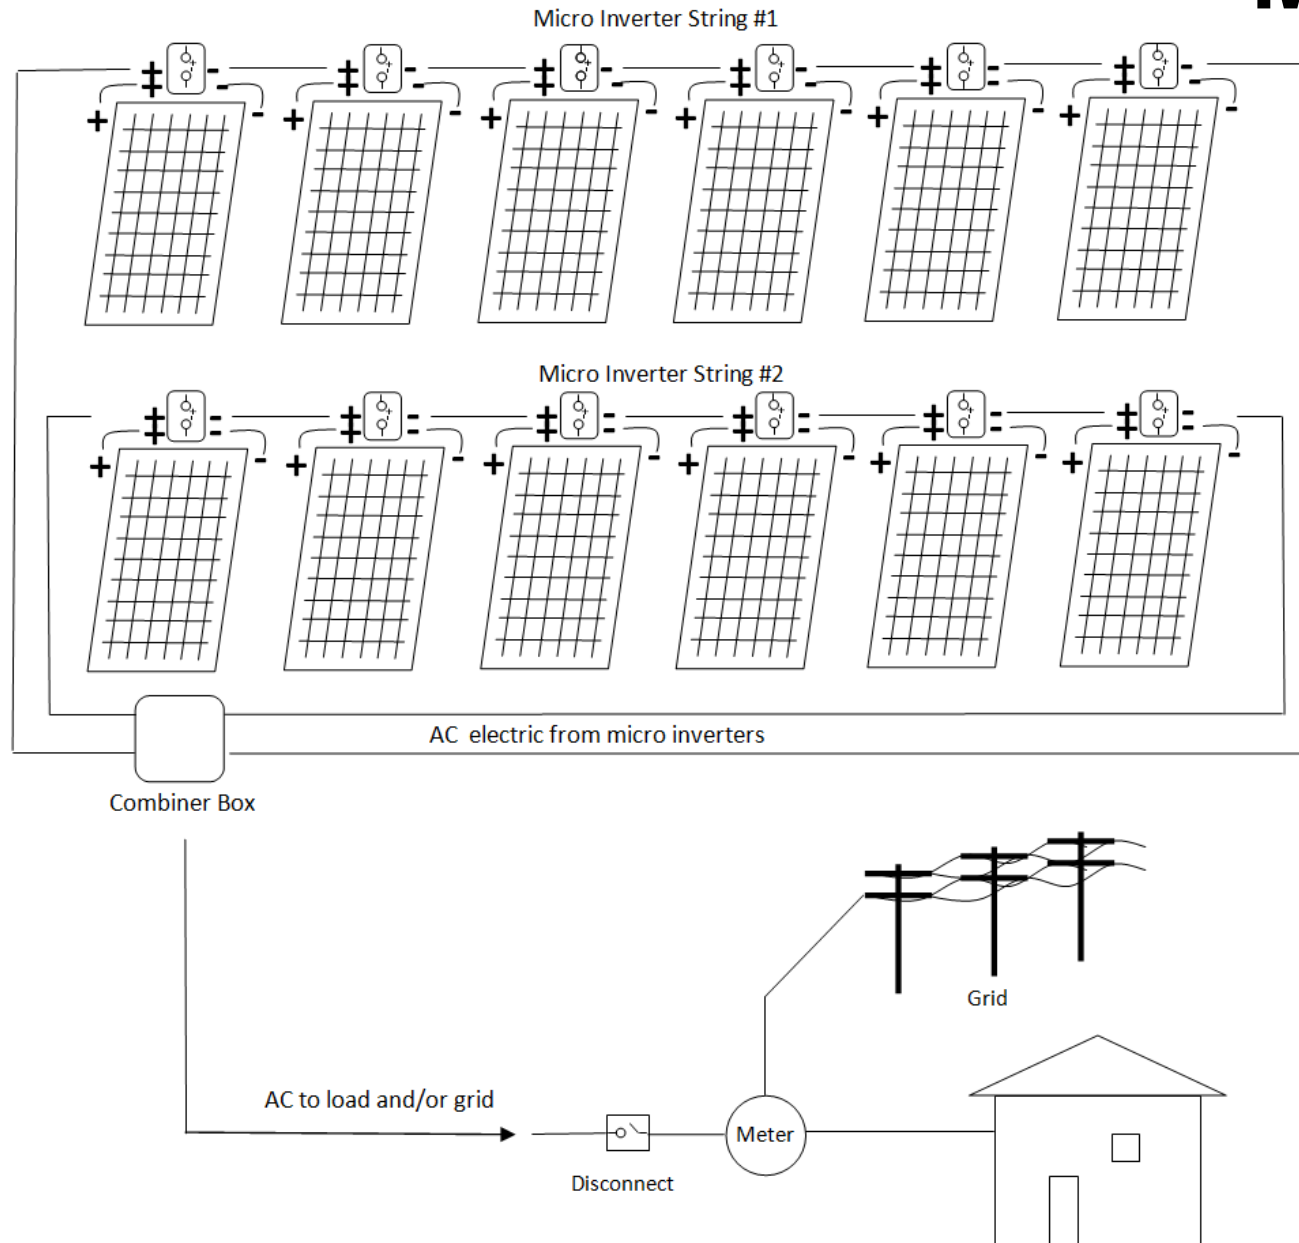 Micro Inverter String #1
Micro Inverter String #2
AC electric from micro inverters
Combiner Box
Grid
AC to load and/or grid
Meter
Disconnect